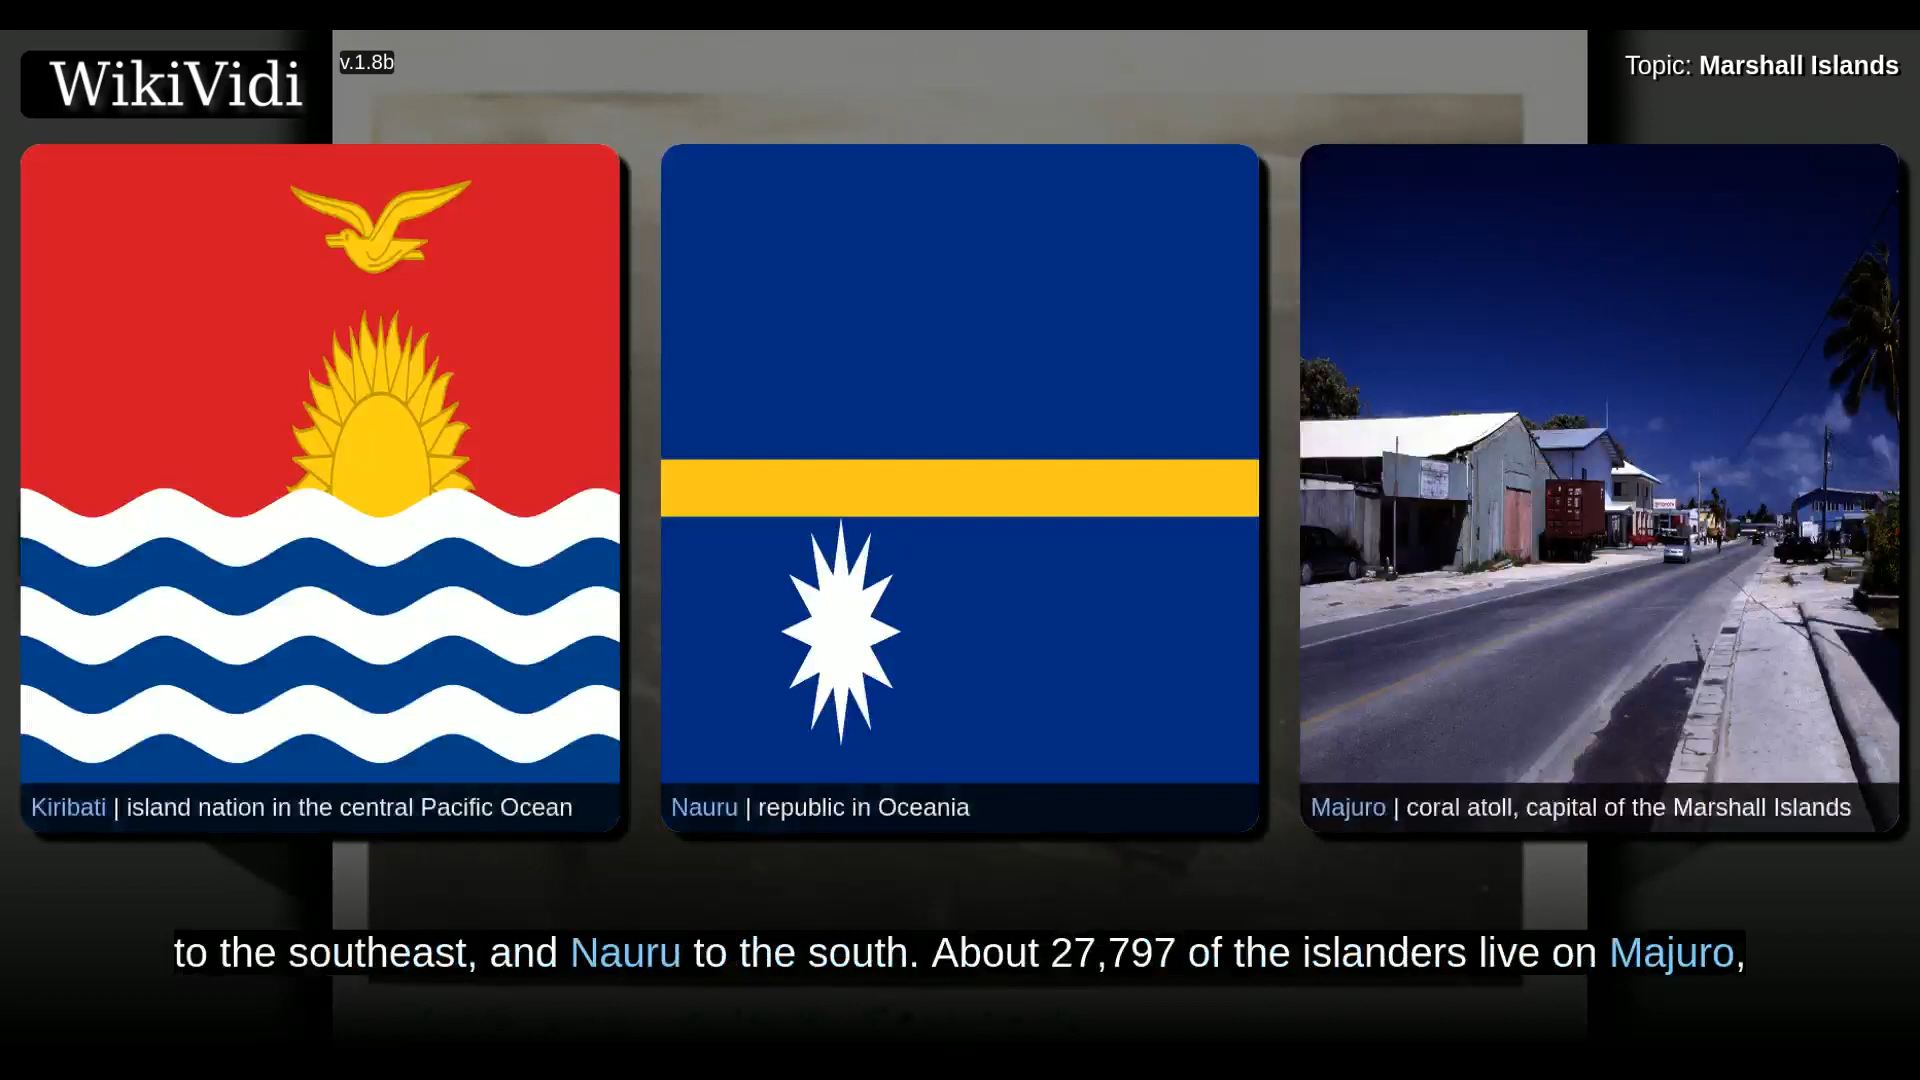 WikiVidi
v.1.8b
Topic: Marshall Islands
Kiribati | island nation in the central Pacific Ocean
Nauru | republic in Oceania
Majuro | coral atoll, capital of the Marshall Islands
to the southeast, and Nauru to the south. About 27,797 of the islanders live on Majuro,